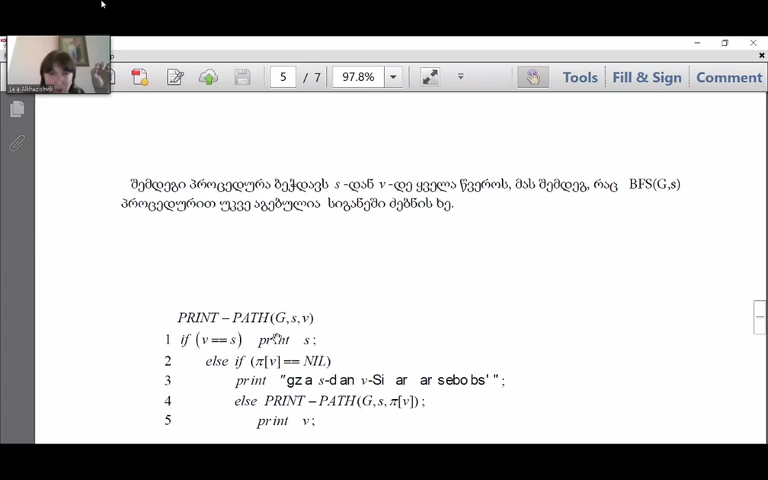 5 / 7
97.8%
Tools
Fill & Sign
Comment
შემდეგი პროცედურა ბეჭდავს s -დან v -დე ყველა წვეროს, მას შემდეგ, რაც BFS(G,s)
პროცედურით უკვე აგებულია სიგანეში ძებნის ხე.
PRINT – PATH(G,s,v)
1 if (v == s) print s;
2 else if (π[v] == NIL)
3 print "gza s-dan v-Si ar arsebobs'";
4 else PRINT – PATH(G,s,π[v]);
5 print v;